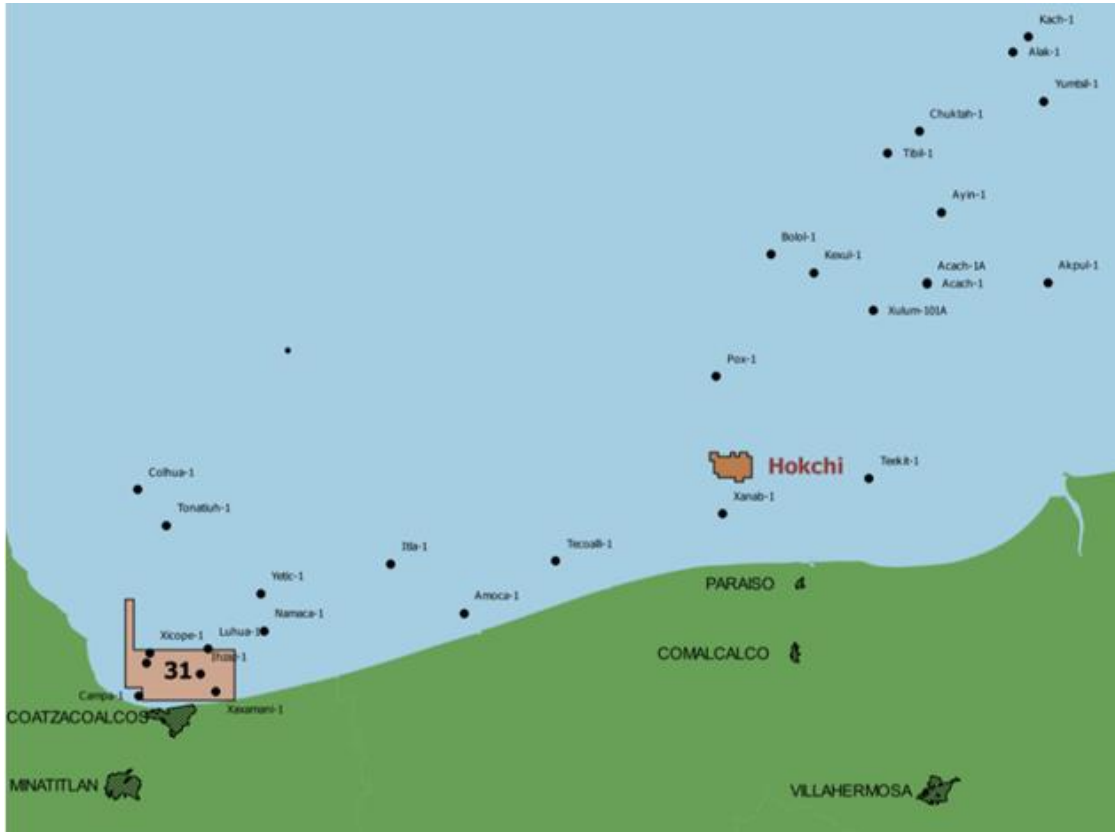 Kach-1
Alak-1
Yumbil-1
Chuktah-1
Tibil-1
Ayin-1
Bolol-1
Kexul-1
Acach-1A
Akpul-1
Acach-1
Xulum-101A
Pox-1
Hokchi
Teekit-1
Colhua-1
Xanab-1
Tonatiuh-1
Itla-1
Tecoalli-1
Yetic-1
PARAISO
Amoca-1
Namaca-1
Xicope-1
Luhua-1
COMALCALCO
31
Campa-1
Xaxamani-1
COATZACOALCOS
MINATITLAN
VILLAHERMOSA